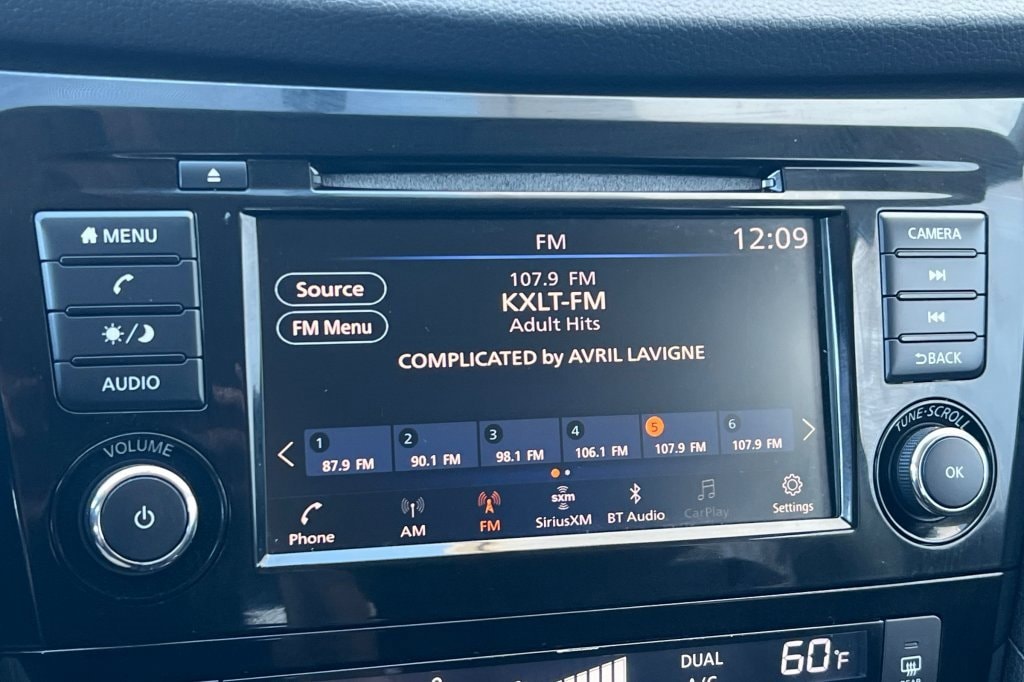 MENU
AUDIO
VOLUME
FM
12:09
Source
FM Menu
107.9 FM
KXLT-FM
Adult Hits
COMPLICATED by AVRIL LAVIGNE
1 87.9 FM
2 90.1 FM
3 98.1 FM
4 106.1 FM
5 107.9 FM
6 107.9 FM
Phone
AM
FM
sxm
SiriusXM
BT Audio
CarPlay
Settings
CAMERA
BACK
TUNE·SCROLL
OK
DUAL
A/C
60°F
REAR